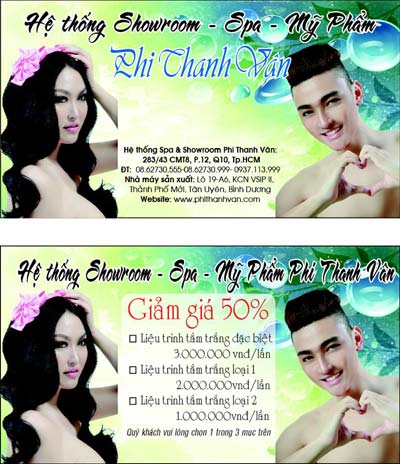 Hệ thống Showroom - Spa - Mỹ Phẩm
Phi Thanh Vân
Hệ thống Spa & Showroom Phi Thanh Vân:
283/43 CMT8, P.12, Q10, Tp.HCM
ĐT: 08.62730.555-08.62730.999- 0937.113.999
Nhà máy sản xuất: Lô 19-A6, KCN VSIP II,
Thành Phố Mới, Tân Uyên, Bình Dương
Website: www.phithanhvan.com
Hệ thống Showroom - Spa - Mỹ Phẩm Phi Thanh Vân
Giảm giá 50%
Liệu trình tắm trắng đặc biệt
3.000.000 vnđ/lần
Liệu trình tắm trắng loại 1
2.000.000 vnđ/lần
Liệu trình tắm trắng loại 2
1.000.000vnđ/lần
Quý khách vui lòng chọn 1 trong 3 mục trên